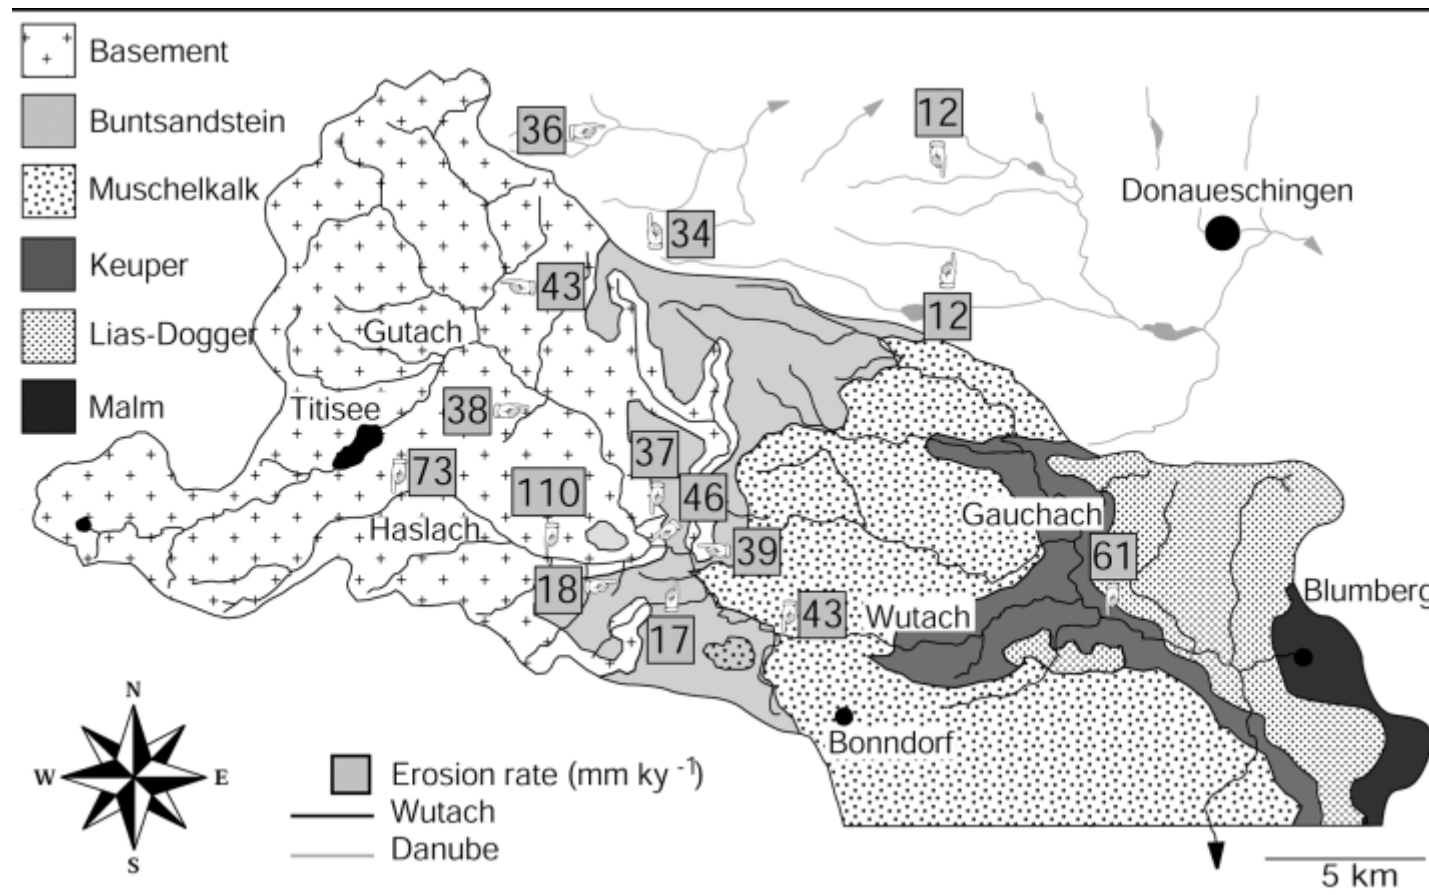 Basement
Buntsandstein
Muschelkalk
Keuper
Lias-Dogger
Malm
36
12
Donaueschingen
34
43
12
Gutach
Titisee
38
37
73
110
46
Haslach
Gauchach
39
61
18
Blumberg
43
Wutach
17
Bonndorf
N
W E
S
Erosion rate (mm ky -1)
Wutach
Danube
5 km